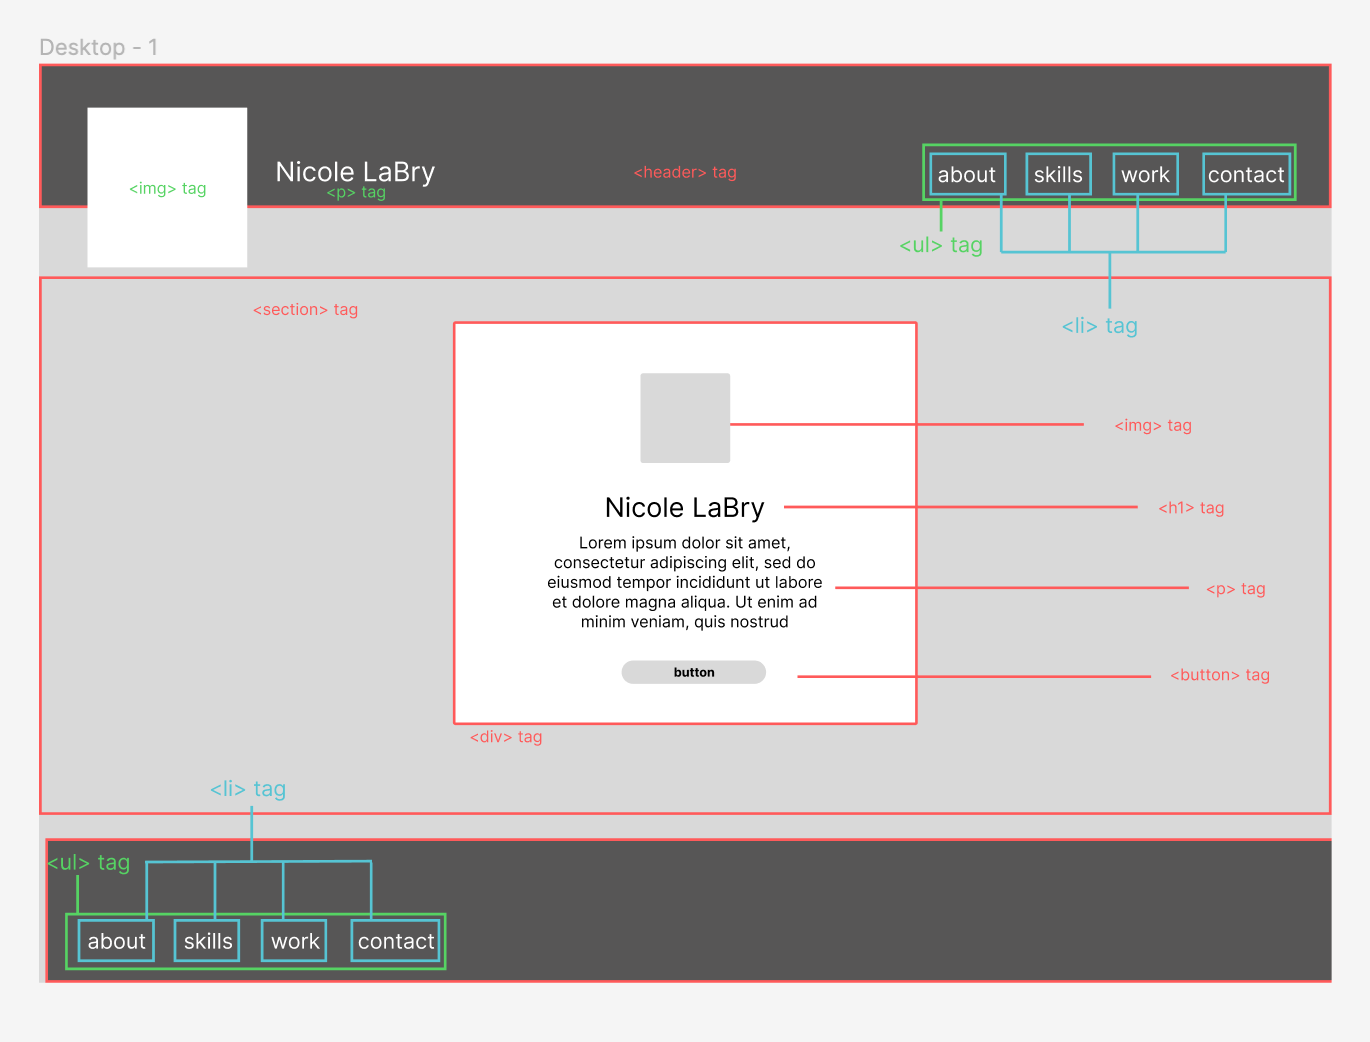 Desktop - 1
<img> tag
Nicole LaBry
<p> tag
<header> tag
about
skills
work
contact
<ul> tag
<li> tag
<section> tag
<img> tag
Nicole LaBry
<h1> tag
Lorem ipsum dolor sit amet,
consectetur adipiscing elit, sed do
eiusmod tempor incididunt ut labore
et dolore magna aliqua. Ut enim ad
minim veniam, quis nostrud
<p> tag
button
<button> tag
<div> tag
<li> tag
<ul> tag
about
skills
work
contact